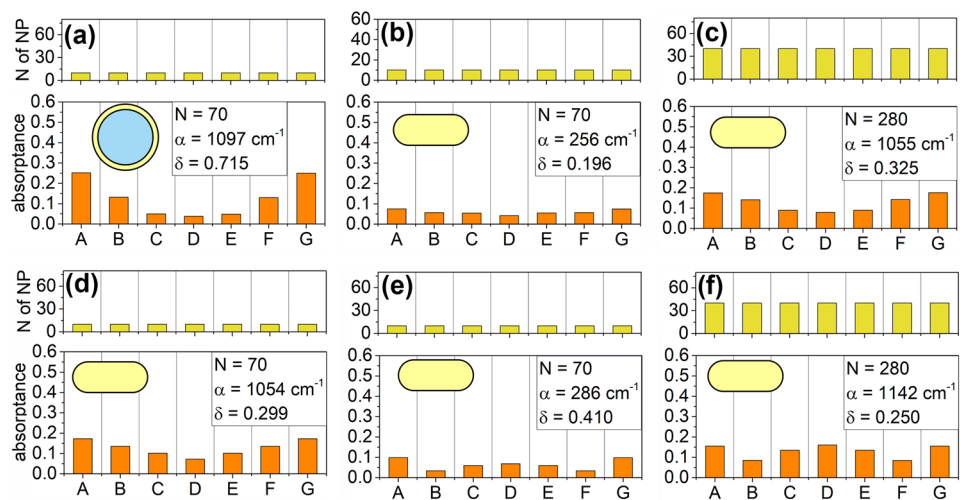 (a)
N of NP
60
30
0
absorptance
0.6
0.5
0.4
0.3
0.2
0.1
0.0
N = 70
α = 1097 cm⁻¹
δ = 0.715
A B C D E F G
(b)
60
40
20
0
0.6
0.5
0.4
0.3
0.2
0.1
0.0
N = 70
α = 256 cm⁻¹
δ = 0.196
A B C D E F G
(c)
60
30
0
0.6
0.5
0.4
0.3
0.2
0.1
0.0
N = 280
α = 1055 cm⁻¹
δ = 0.325
A B C D E F G
(d)
N of NP
60
30
0
absorptance
0.6
0.5
0.4
0.3
0.2
0.1
0.0
N = 70
α = 1054 cm⁻¹
δ = 0.299
A B C D E F G
(e)
60
30
0
0.6
0.5
0.4
0.3
0.2
0.1
0.0
N = 70
α = 286 cm⁻¹
δ = 0.410
A B C D E F G
(f)
60
30
0
0.6
0.5
0.4
0.3
0.2
0.1
0.0
N = 280
α = 1142 cm⁻¹
δ = 0.250
A B C D E F G